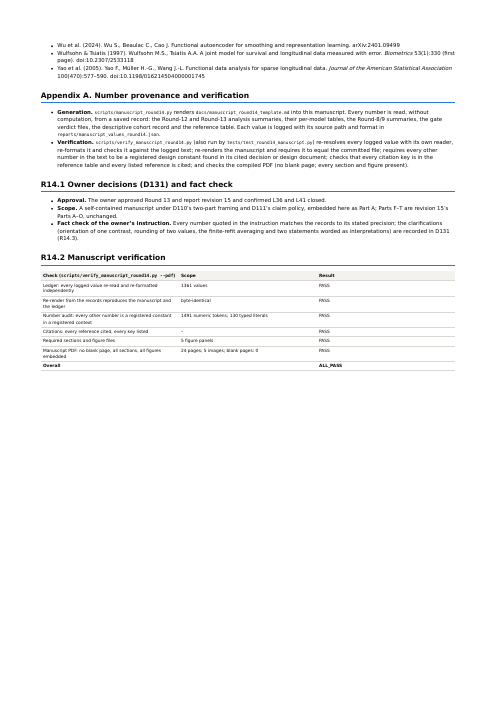 • Wu et al. (2024). Wu S., Beaulac C., Cao J. Functional autoencoder for smoothing and representation learning. arXiv:2401.09499
• Wulfsohn & Tsiatis (1997). Wulfsohn M.S., Tsiatis A.A. A joint model for survival and longitudinal data measured with error. Biometrics 53(1):330 (first
page). doi:10.2307/2533118
• Yao et al. (2005). Yao F., Müller H.-G., Wang J.-L. Functional data analysis for sparse longitudinal data. Journal of the American Statistical Association
100(470):577–590. doi:10.1198/016214504000001745
Appendix A. Number provenance and verification
• Generation. scripts/manuscript_round14.py renders docs/manuscript_round14_template.md into this manuscript. Every number is read, without
computation, from a saved record: the Round-12 and Round-13 analysis summaries, their per-model tables, the Round-8/9 summaries, the gate
verdict files, the descriptive cohort record and the reference table. Each value is logged with its source path and format in
reports/manuscript_values_round14.json.
• Verification. scripts/verify_manuscript_round14.py [also run by tests/test_round14_manuscript.py] re-resolves every logged value with its own reader,
re-formats it and checks it against the logged text; re-renders the manuscript and requires it to equal the committed file; requires every other
number in the text to be a registered design constant found in its cited decision or design document; checks that every citation key is in the
reference table and every listed reference is cited; and checks the compiled PDF (no blank page; every section and figure present).
R14.1 Owner decisions (D131) and fact check
• Approval. The owner approved Round 13 and report revision 15 and confirmed L36 and L41 closed.
• Scope. A self-contained manuscript under D110's two-part framing and D111's claim policy, embedded here as Part A; Parts F–T are revision 15's
Parts A–O, unchanged.
• Fact check of the owner's instruction. Every number quoted in the instruction matches the records to its stated precision; the clarifications
(orientation of one contrast, rounding of two values, the finite-refit averaging and two statements worded as interpretations) are recorded in D131
(R14.3).
R14.2 Manuscript verification
Check (scripts/verify_manuscript_round14.py --pdf) Scope Result
Ledger: every logged value re-read and re-formatted
independently 1361 values PASS
Re-render from the records reproduces the manuscript and
the ledger byte-identical PASS
Number audit: every other number is a registered constant
in a registered context 1491 numeric tokens; 130 typed literals PASS
Citations: every reference cited, every key listed – PASS
Required sections and figure files 5 figure panels PASS
Manuscript PDF: no blank page, all sections, all figures
embedded 24 pages; 5 images; blank pages: 0 PASS
Overall ALL_PASS